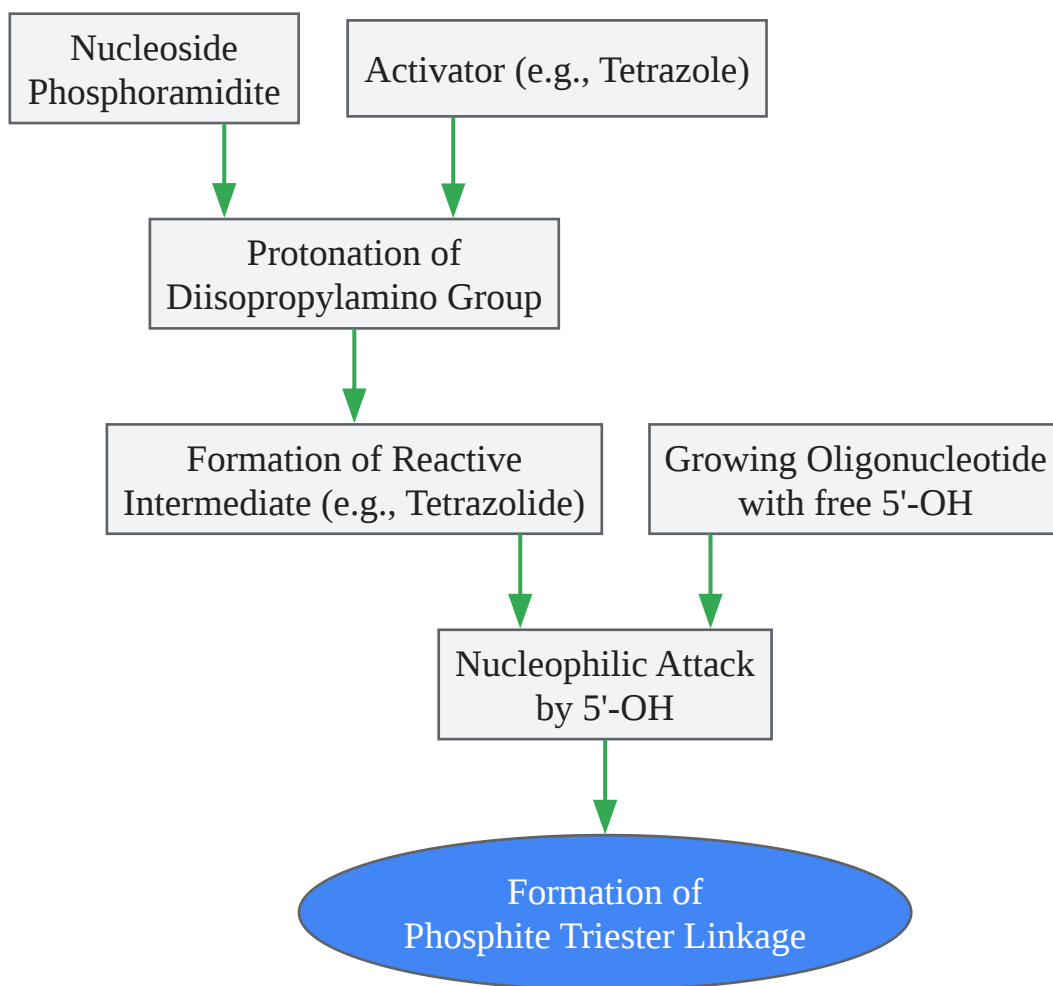 Nucleoside
Phosphoramidite
Activator (e.g., Tetrazole)
Protonation of
Diisopropylamino Group
Formation of Reactive
Intermediate (e.g., Tetrazolide)
Growing Oligonucleotide
with free 5'-OH
Nucleophilic Attack
by 5'-OH
Formation of
Phosphite Triester Linkage